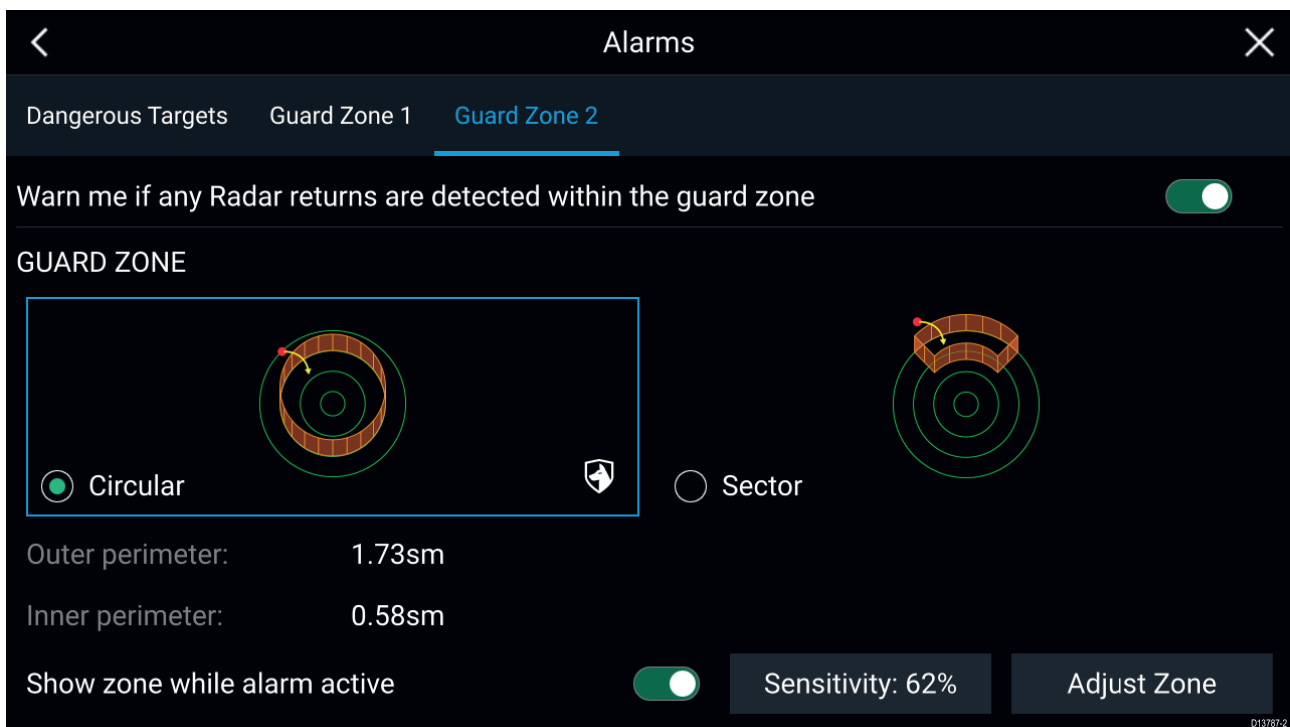 Alarms
Dangerous Targets Guard Zone 1 Guard Zone 2
Warn me if any Radar returns are detected within the guard zone
GUARD ZONE
Circular Sector
Outer perimeter: 1.73sm
Inner perimeter: 0.58sm
Show zone while alarm active Sensitivity: 62% Adjust Zone
D13787-2